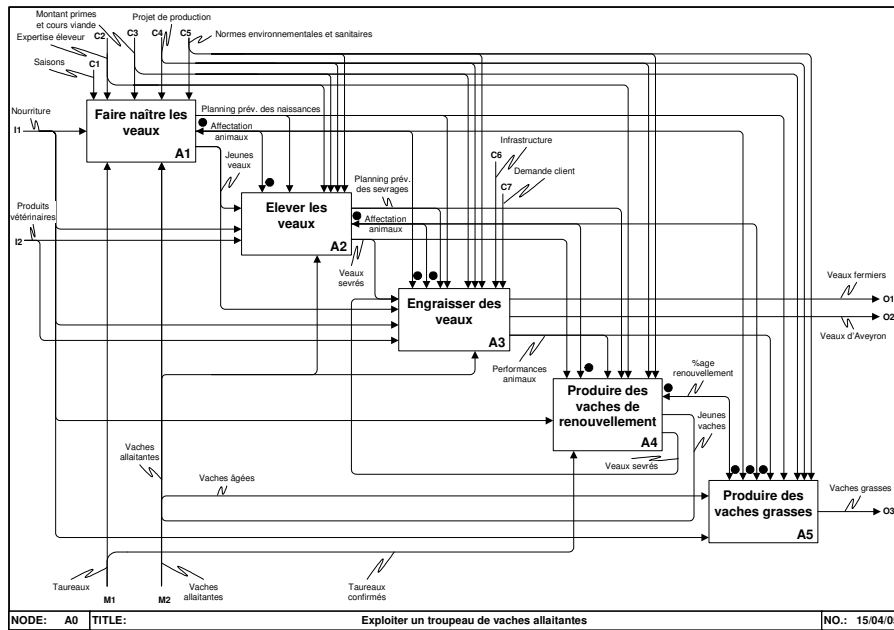 Montant primes
et cours viande
Expertise éleveur
C2
C3
Projet de production
C4
C5
Normes environnementales et sanitaires
Saisons
C1
Nourriture
I1
Faire naître les
veaux
A1
Planning prév. des naissances
Affectation
animaux
Jeunes
veaux
Infrastructure
C6
Demande client
C7
Planning prév.
des sevrages
Produits
vétérinaires
I2
Elever les
veaux
A2
Affectation
animaux
Veaux
sevrés
Engraisser des
veaux
A3
Veaux fermiers
O1
O2
Veaux d'Aveyron
Performances
animaux
%age
renouvellement
Produire des
vaches de
renouvellement
A4
Jeunes
vaches
Veaux sevrés
Vaches
allaitantes
Vaches âgées
Produire des
vaches grasses
A5
Vaches grasses
O3
Taureaux
M1
M2
Vaches
allaitantes
Taureaux
confirmés
NODE: A0 TITLE: Exploiter un troupeau de vaches allaitantes NO.: 15/04/